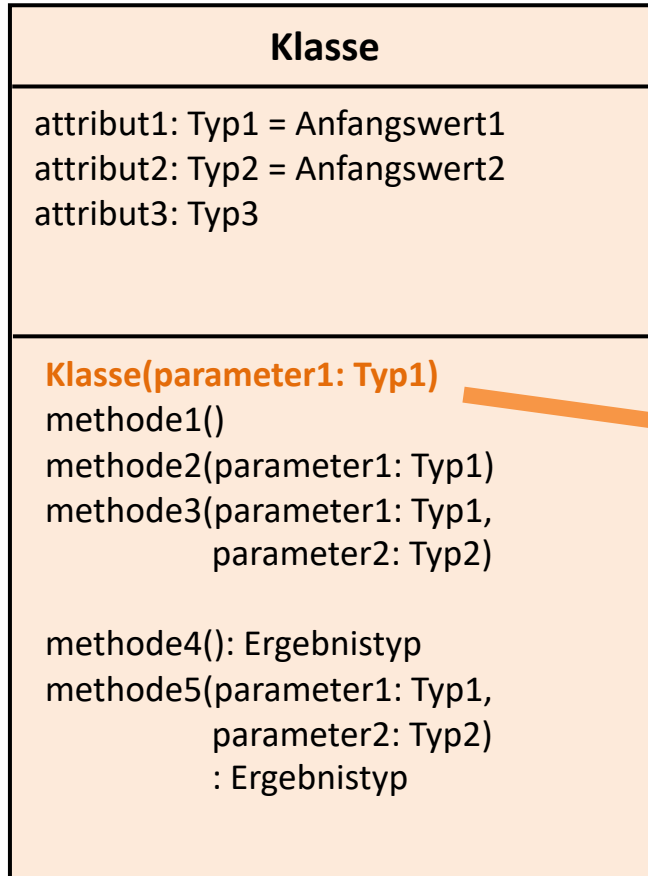 Klasse
attribut1: Typ1 = Anfangswert1
attribut2: Typ2 = Anfangswert2
attribut3: Typ3
Klasse(parameter1: Typ1)
methode1()
methode2(parameter1: Typ1)
methode3(parameter1: Typ1,
parameter2: Typ2)
methode4(): Ergebnistyp
methode5(parameter1: Typ1,
parameter2: Typ2)
: Ergebnistyp